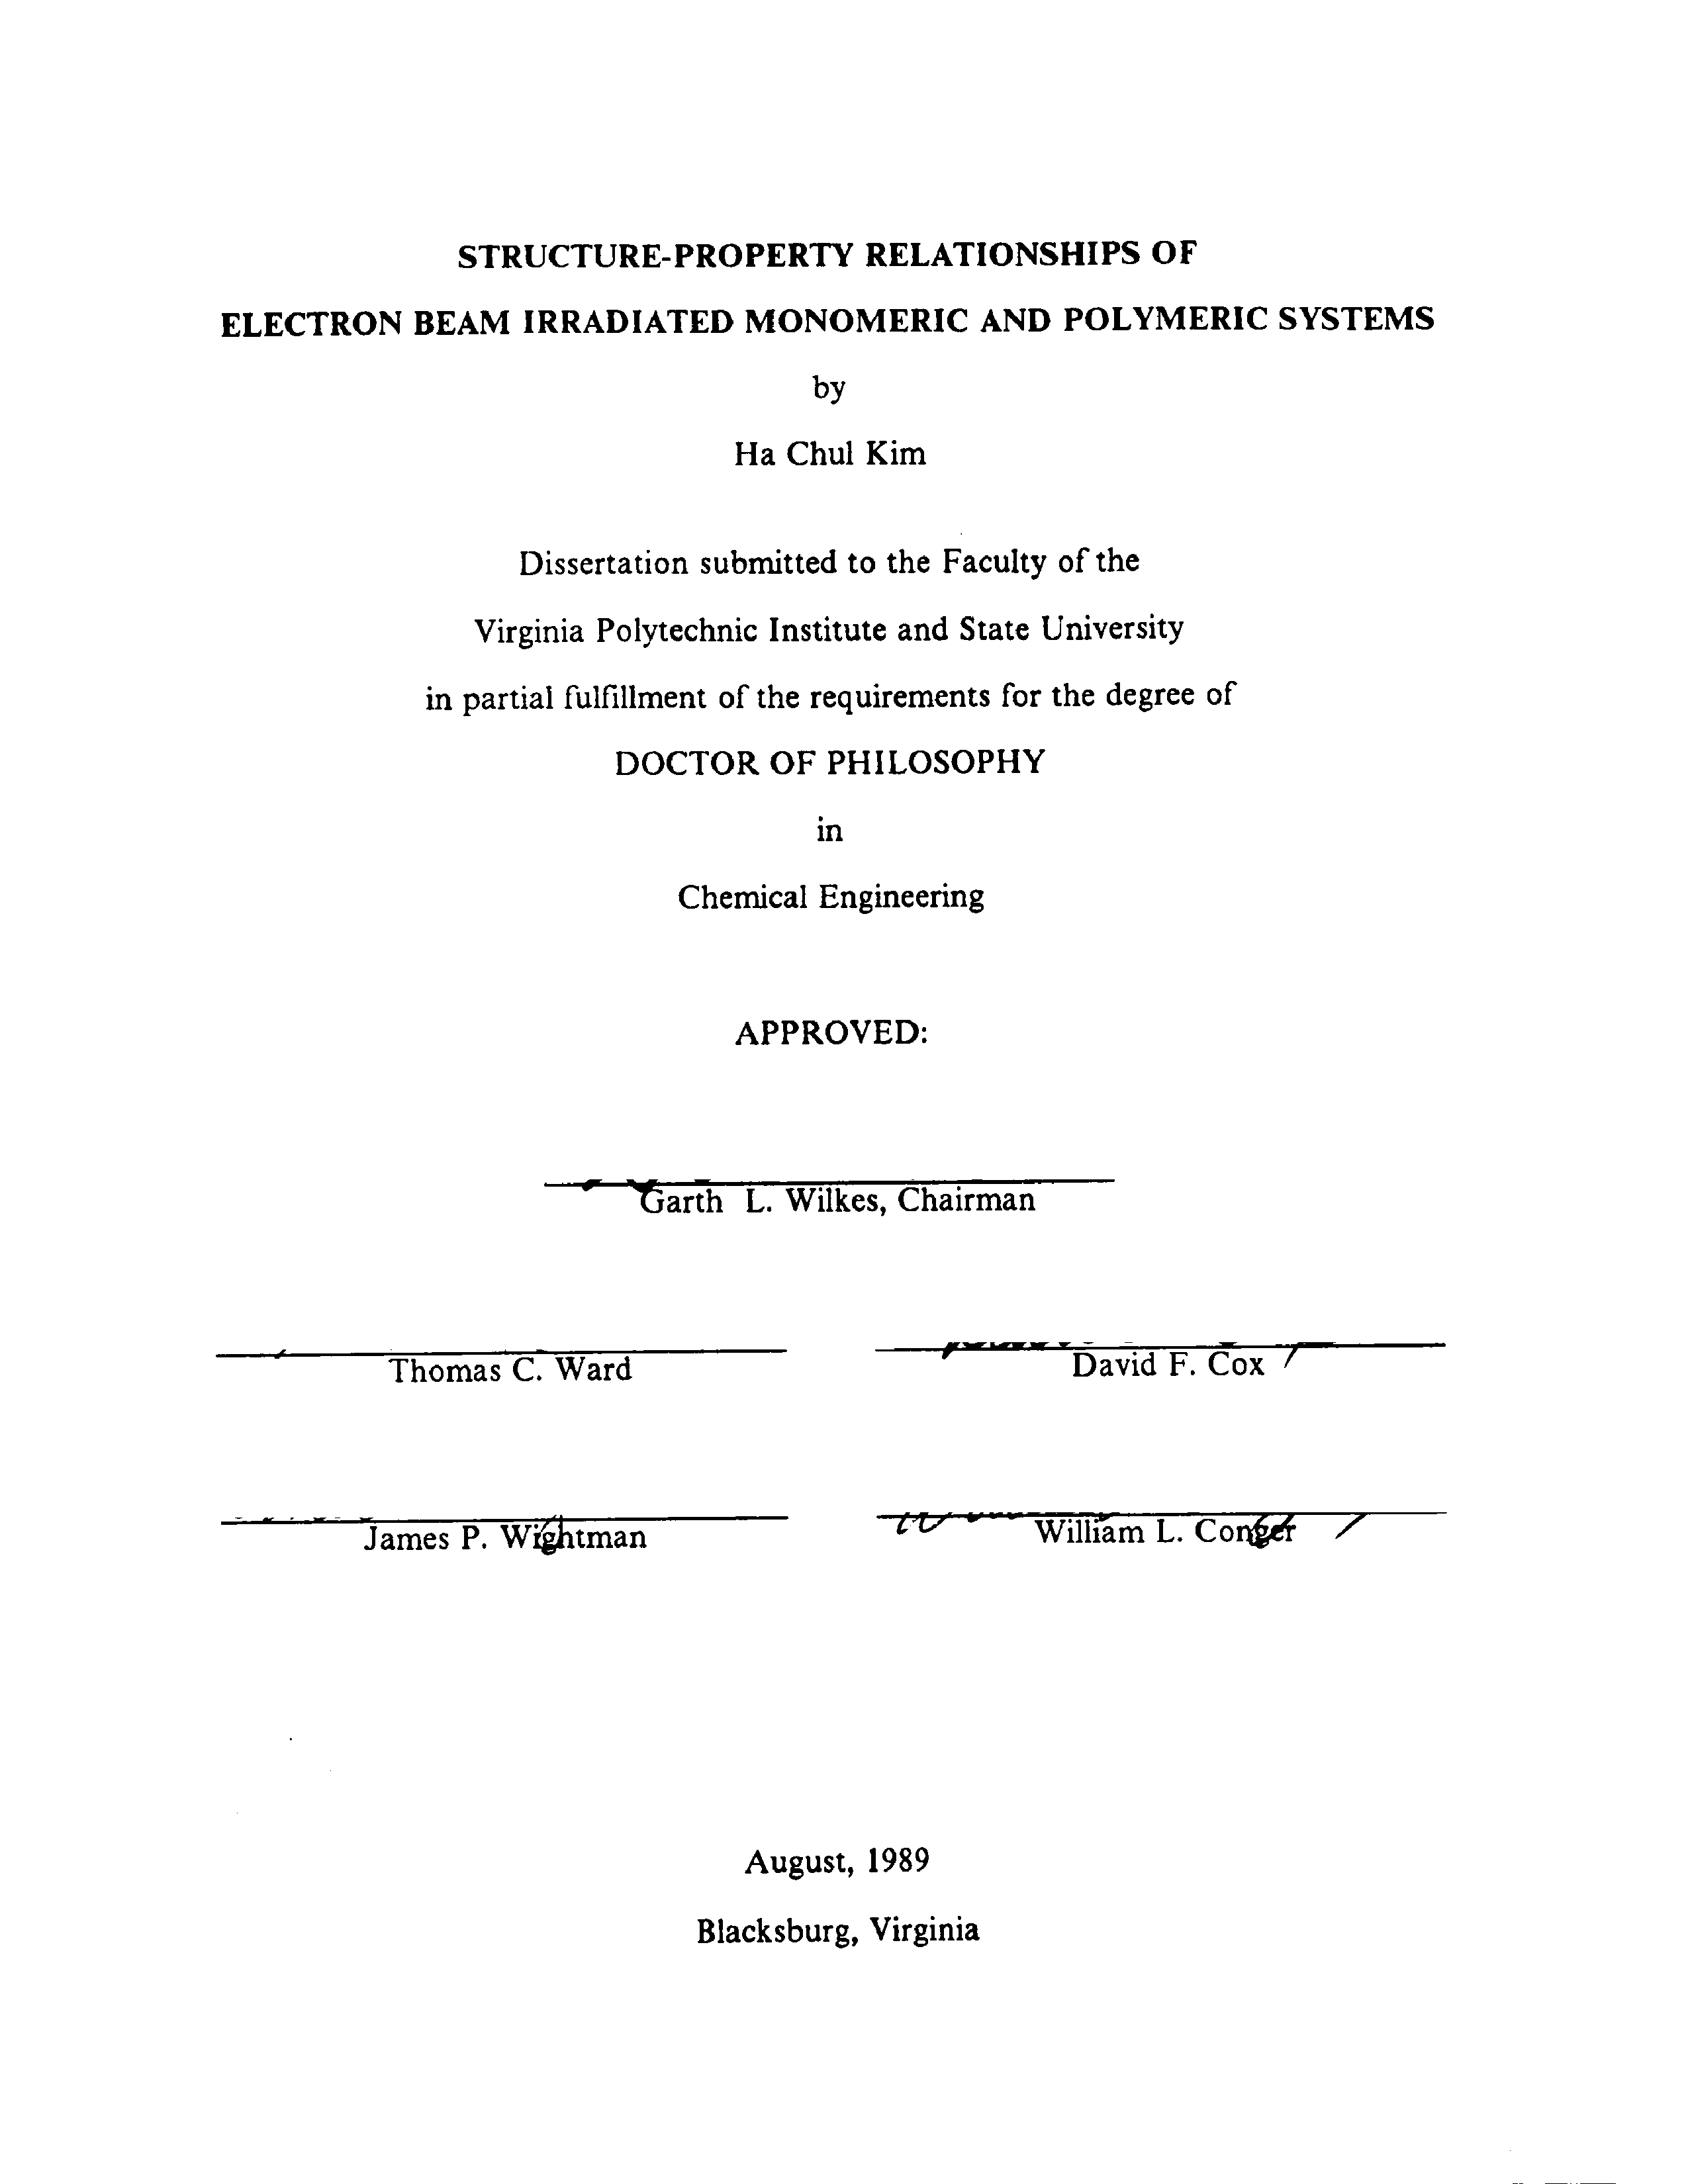 STRUCTURE-PROPERTY RELATIONSHIPS OF
ELECTRON BEAM IRRADIATED MONOMERIC AND POLYMERIC SYSTEMS
by
Ha Chul Kim
Dissertation submitted to the Faculty of the
Virginia Polytechnic Institute and State University
in partial fulfillment of the requirements for the degree of
DOCTOR OF PHILOSOPHY
in
Chemical Engineering
APPROVED:
Garth L. Wilkes, Chairman
Thomas C. Ward David F. Cox
James P. Wightman William L. Conger
August, 1989
Blacksburg, Virginia